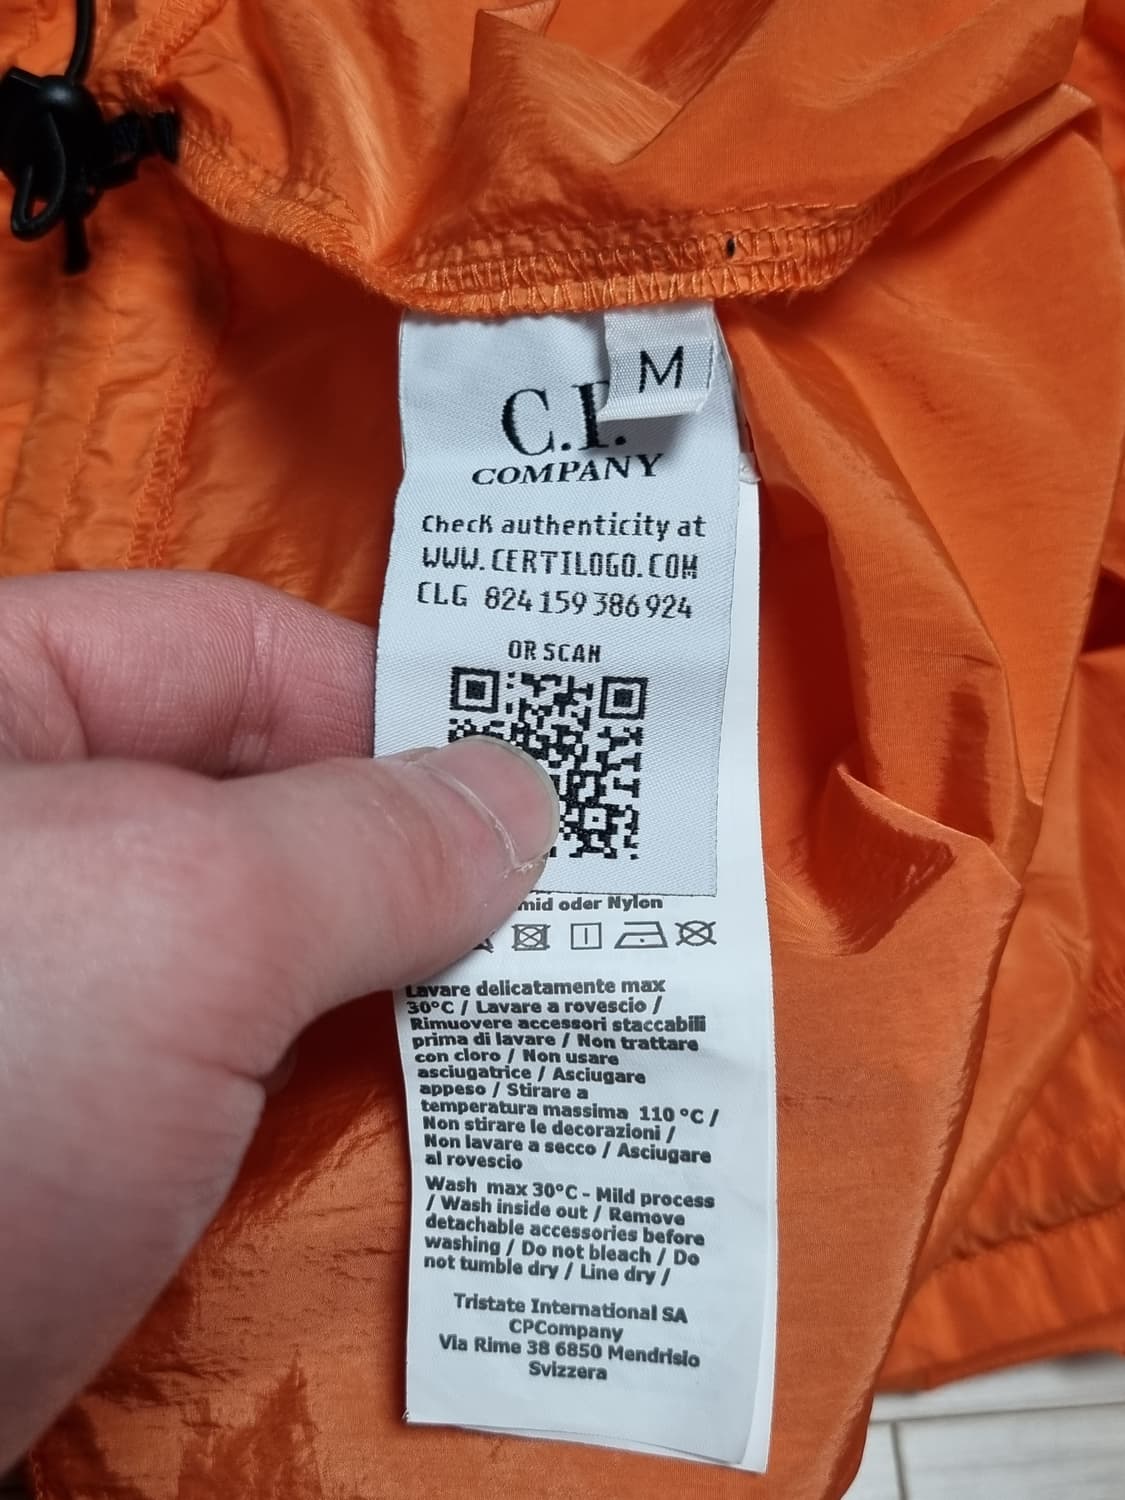 M
C.P.
COMPANY
Check authenticity at
WWW.CERTILOGO.COM
CLG 824 159 386 924
OR SCAN
oder Nylon
Lavare delicatamente max
30°C / Lavare a rovescio /
Rimuovere accessori staccabili
prima di lavare / Non trattare
con cloro / Non usare
asciugatrice / Asciugare
appeso / Stirare a
temperatura massima 110 °C /
Non stirare le decorazioni /
Non lavare a secco / Asciugare
al rovescio
Wash max 30°C - Mild process
/ Wash inside out / Remove
detachable accessories before
washing / Do not bleach / Do
not tumble dry / Line dry /
Tristate International SA
CPCompany
Via Rime 38 6850 Mendrisio
Svizzera